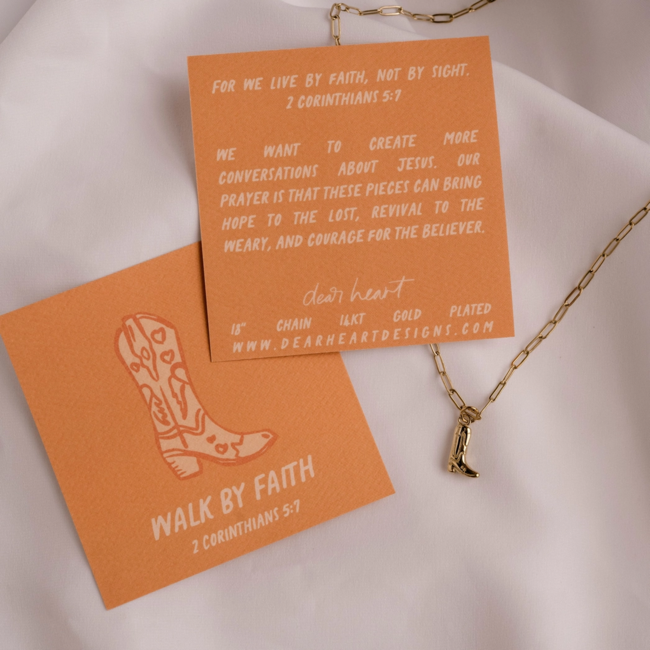 FOR WE LIVE BY FAITH, NOT BY SIGHT.
2 CORINTHIANS 5:7
WE WANT TO CREATE MORE
CONVERSATIONS ABOUT JESUS. OUR
PRAYER IS THAT THESE PIECES CAN BRING
HOPE TO THE LOST, REVIVAL TO THE
WEARY, AND COURAGE FOR THE BELIEVER.
dear heart
18" CHAIN 14KT GOLD PLATED
WWW.DEARHEARTDESIGNS.COM
WALK BY FAITH
2 CORINTHIANS 5:7